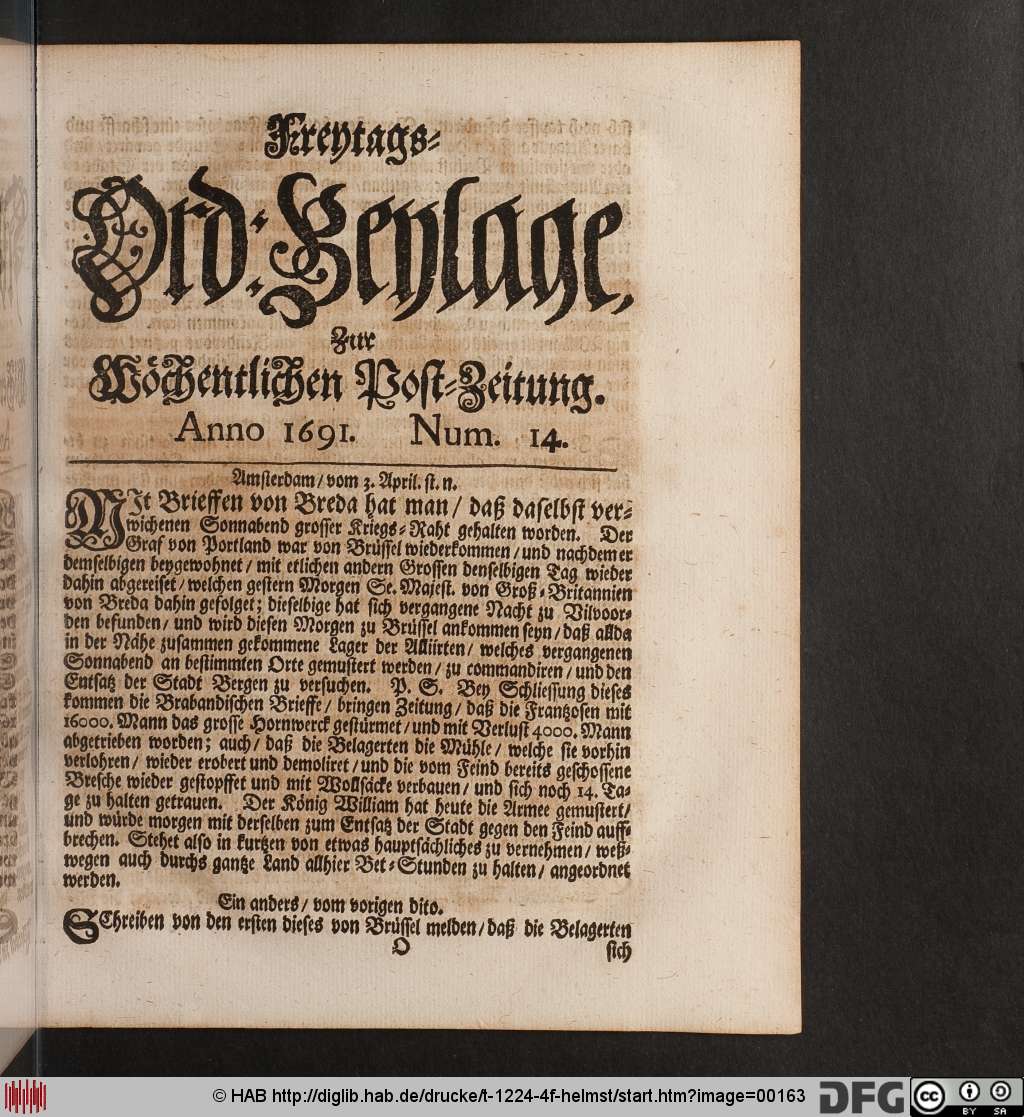 Freytags-
Ord: Beylage,
Zur
Wöchentlichen Post-Zeitung.
Anno 1691. Num. 14.
Amsterdam/ vom 3. April. st. n.
MIt Brieffen von Breda hat man/ daß daselbst ver-
wichenen Sonnabend grosser Kriegs-Raht gehalten worden. Der
Graf von Portland war von Brüssel wiederkommen/ und nachdem er
demselbigen beygewohnet/ mit etlichen andern Grossen denselbigen Tag wieder
dahin abgereiset/ welchen gestern Morgen Se. Majest. von Groß-Britannien
von Breda dahin gefolget; dieselbige hat sich vergangene Nacht zu Vilvoor-
den befunden/ und wird diesen Morgen zu Brüssel ankommen seyn/ daß allda
in der Nähe zusammen gekommene Lager der Alliirten/ welches vergangenen
Sonnabend an bestimmten Orte gemustert werden/ zu commandiren/ und den
Entsatz der Stadt Bergen zu versuchen. P. S. Bey Schliessung dieses
kommen die Brabandischen Brieffe/ bringen Zeitung/ daß die Frantzosen mit
16000. Mann das grosse Hornwerck gestürmet/ und mit Verlust 4000. Mann
abgetrieben worden; auch/ daß die Belagerten die Mühle/ welche sie vorhin
verlohren/ wieder erobert und demoliret/ und die vom Feind bereits geschossene
Bresche wieder gestopffet und mit Wollsäcke verbauen/ und sich noch 14. Ta-
ge zu halten getrauen. Der König William hat heute die Armee gemustert/
und würde morgen mit derselben zum Entsatz der Stadt gegen den Feind auff-
brechen. Stehet also in kurtzen von etwas hauptsächliches zu vernehmen/ weß-
wegen auch durchs gantze Land allhier Bet-Stunden zu halten/ angeordnet
werden.
Ein anders/ vom vorigen dito.
SChreiben von den ersten dieses von Brüssel melden/ daß die Belagerten
O sich
© HAB http://diglib.hab.de/drucke/t-1224-4f-helmst/start.htm?image=00163
DFG cc BY SA